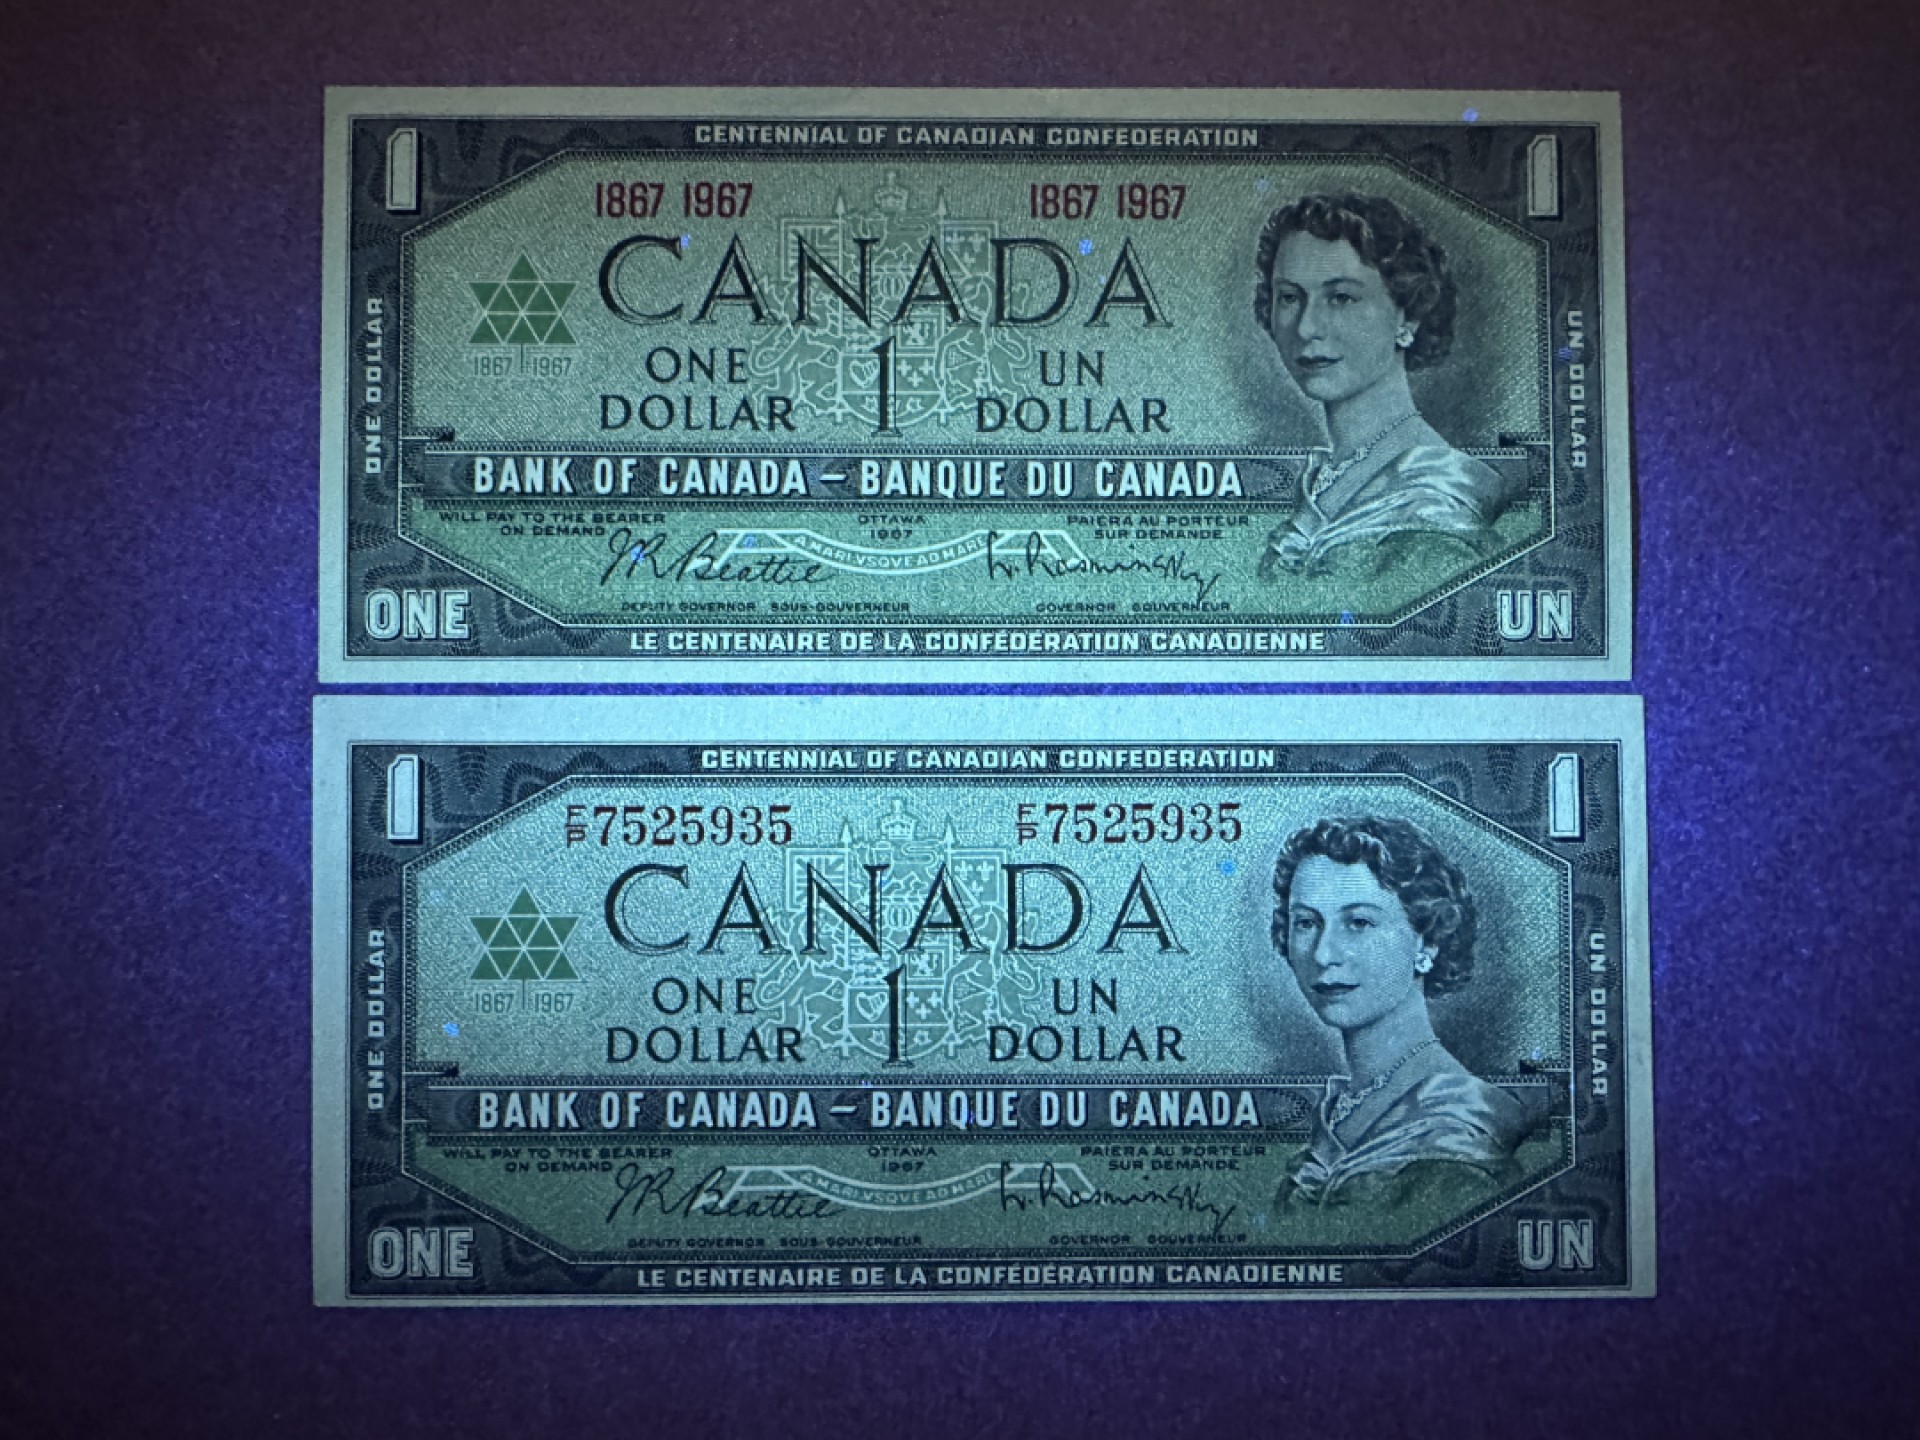 CENTENNIAL OF CANADIAN CONFEDERATION
1 1867 1967 1867 1967 1
CANADA
1867 1967
ONE DOLLAR
ONE DOLLAR 1 UN DOLLAR
UN DOLLAR
BANK OF CANADA – BANQUE DU CANADA
WILL PAY TO THE BEARER ON DEMAND
OTTAWA 1967
PAIERA AU PORTEUR SUR DEMANDE
A MARI VSQVE AD MARE
JR Beattie L. Rasminsky
DEPUTY GOVERNOR SOUS-GOUVERNEUR GOVERNOR GOUVERNEUR
ONE UN
LE CENTENAIRE DE LA CONFÉDÉRATION CANADIENNE
CENTENNIAL OF CANADIAN CONFEDERATION
1 F/P 7525935 F/P 7525935 1
CANADA
1867 1967
ONE DOLLAR
ONE DOLLAR 1 UN DOLLAR
UN DOLLAR
BANK OF CANADA – BANQUE DU CANADA
WILL PAY TO THE BEARER ON DEMAND
OTTAWA 1967
PAIERA AU PORTEUR SUR DEMANDE
A MARI VSQVE AD MARE
JR Beattie L. Rasminsky
DEPUTY GOVERNOR SOUS-GOUVERNEUR GOVERNOR GOUVERNEUR
ONE UN
LE CENTENAIRE DE LA CONFÉDÉRATION CANADIENNE